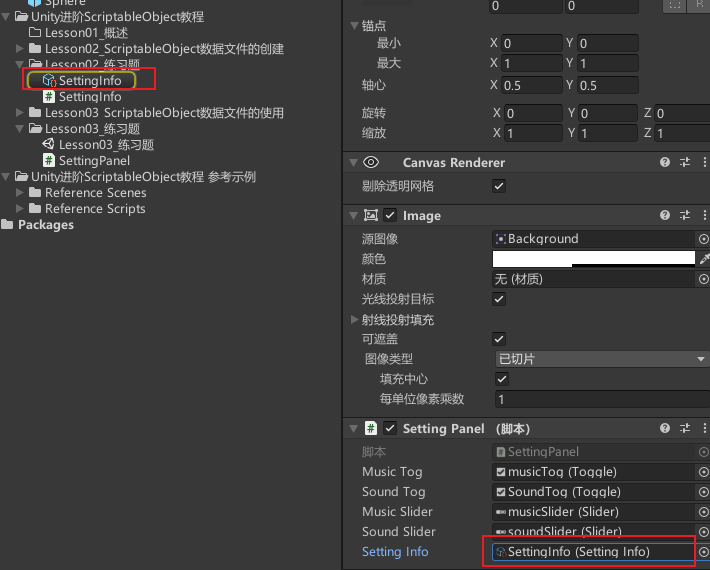 Sphere
Unity进阶ScriptableObject教程
Lesson01_概述
Lesson02_ScriptableObject数据文件的创建
Lesson02_练习题
SettingInfo
SettingInfo
Lesson03_ScriptableObject数据文件的使用
Lesson03_练习题
Lesson03_练习题
SettingPanel
Unity进阶ScriptableObject教程 参考示例
Reference Scenes
Reference Scripts
Packages
0 0 R
锚点
最小 X 0 Y 0
最大 X 1 Y 1
轴心 X 0.5 Y 0.5
旋转 X 0 Y 0 Z 0
缩放 X 1 Y 1 Z 1
Canvas Renderer
剔除透明网格
Image
源图像 Background
颜色
材质 无 (材质)
光线投射目标
射线投射填充
可遮盖
图像类型 已切片
填充中心
每单位像素乘数 1
Setting Panel （脚本）
脚本 SettingPanel
Music Tog musicTog (Toggle)
Sound Tog SoundTog (Toggle)
Music Slider musicSlider (Slider)
Sound Slider soundSlider (Slider)
Setting Info SettingInfo (Setting Info)